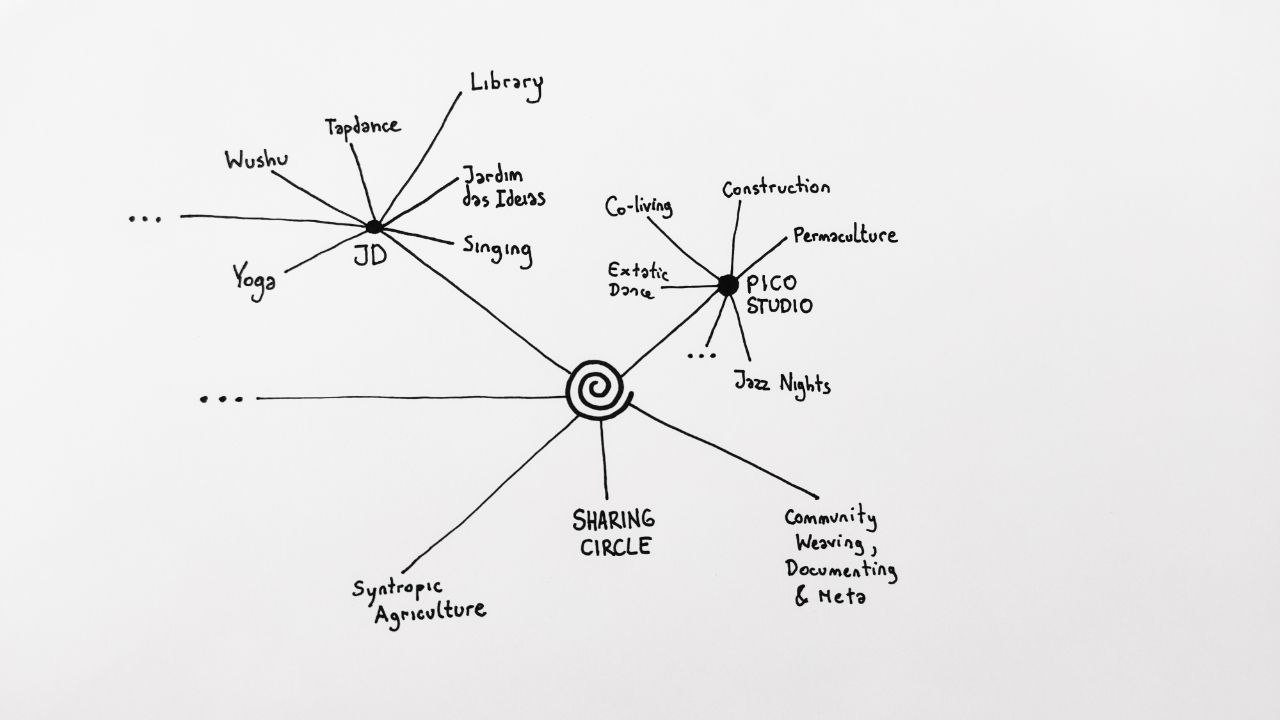 Library
Tapdance
Wushu
Jardim
das Ideias
...
Singing
JD
Yoga
Construction
Co-living
Permaculture
Extatic
Dance
PICO
STUDIO
...
Jazz Nights
...
SHARING
CIRCLE
Community
Weaving,
Documenting
& Meta
Syntropic
Agriculture